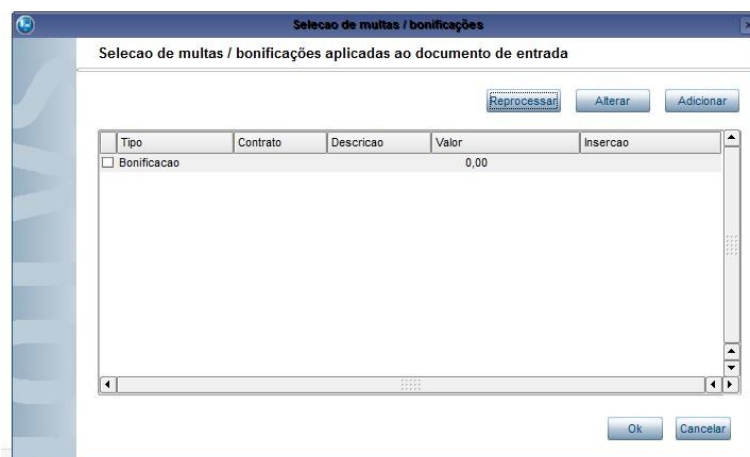 Selecao de multas / bonificações
Selecao de multas / bonificações aplicadas ao documento de entrada
Reprocessar Alterar Adicionar
Tipo Contrato Descricao Valor Insercao
Bonificacao 0,00
Ok Cancelar